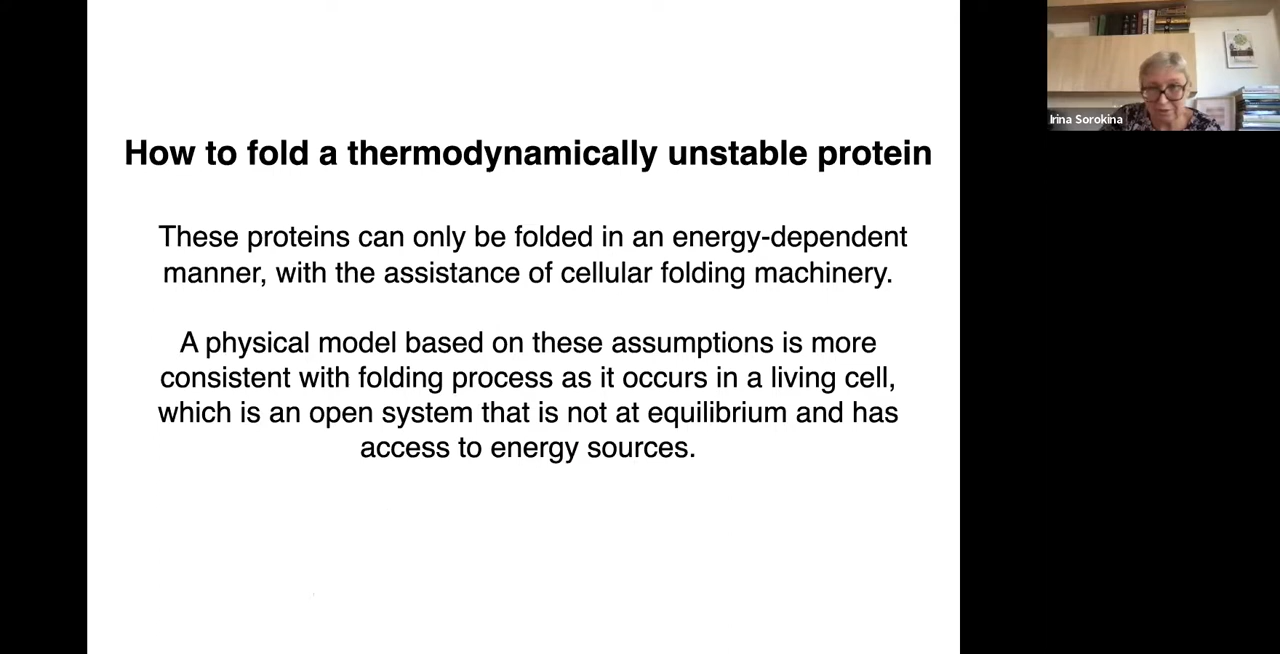 How to fold a thermodynamically unstable protein
These proteins can only be folded in an energy-dependent
manner, with the assistance of cellular folding machinery.
A physical model based on these assumptions is more
consistent with folding process as it occurs in a living cell,
which is an open system that is not at equilibrium and has
access to energy sources.
Irina Sorokina